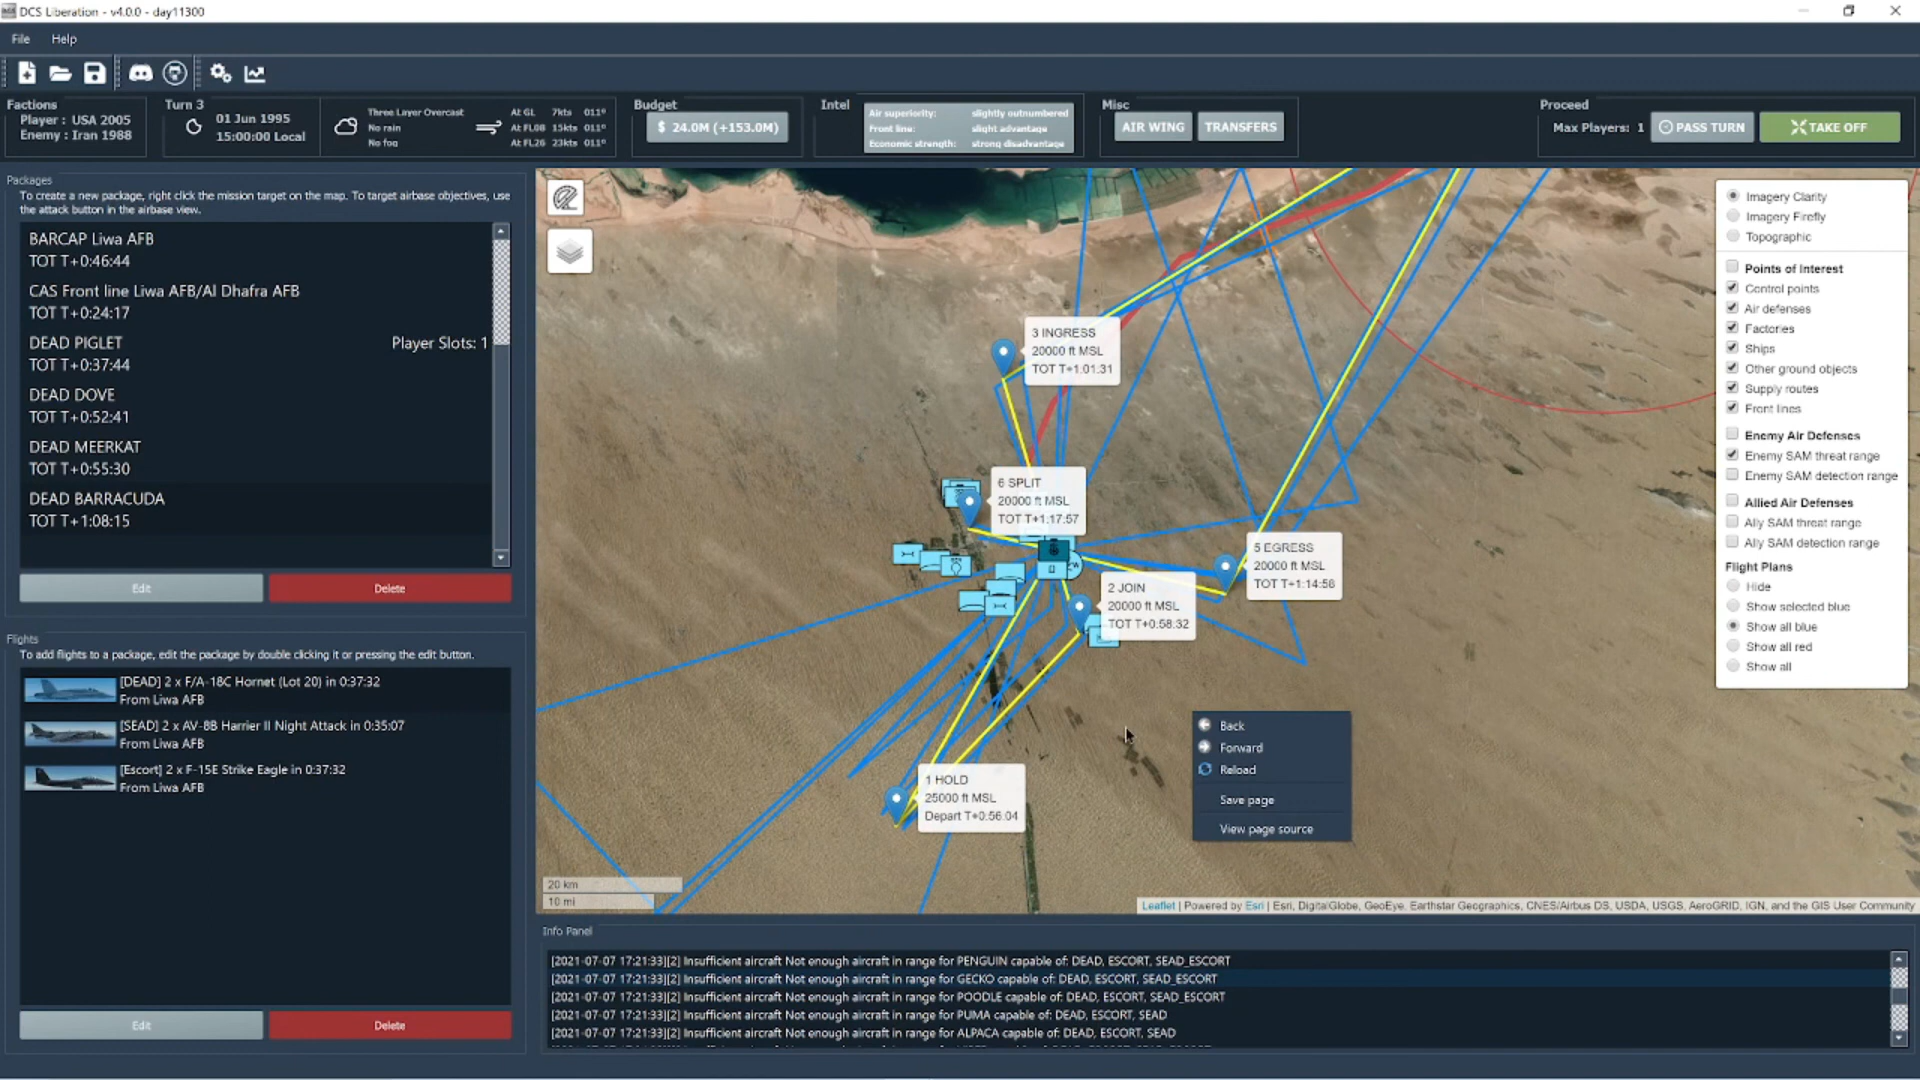 DCS Liberation - v4.0.0 - day11300
File Help
Factions
Player : USA 2005
Enemy : Iran 1988
Turn 3
01 Jun 1995
15:00:00 Local
Three Layer Overcast
No rain
No fog
At GL 7kts 011º
At FL08 15kts 011º
At FL26 23kts 011º
Budget
$ 24.0M (+153.0M)
Intel
Air superiority: slightly outnumbered
Front line: slight advantage
Economic strength: strong disadvantage
Misc
AIR WING TRANSFERS
Proceed
Max Players: 1 PASS TURN TAKE OFF
Packages
To create a new package, right click the mission target on the map. To target airbase objectives, use
the attack button in the airbase view.
BARCAP Liwa AFB
TOT T+0:46:44
CAS Front line Liwa AFB/Al Dhafra AFB
TOT T+0:24:17
DEAD PIGLET Player Slots: 1
TOT T+0:37:44
DEAD DOVE
TOT T+0:52:41
DEAD MEERKAT
TOT T+0:55:30
DEAD BARRACUDA
TOT T+1:08:15
Edit Delete
Flights
To add flights to a package, edit the package by double clicking it or pressing the edit button.
[DEAD] 2 x F/A-18C Hornet (Lot 20) in 0:37:32
From Liwa AFB
[SEAD] 2 x AV-8B Harrier II Night Attack in 0:35:07
From Liwa AFB
[Escort] 2 x F-15E Strike Eagle in 0:37:32
From Liwa AFB
Edit Delete
3 INGRESS
20000 ft MSL
TOT T+1:01:31
6 SPLIT
20000 ft MSL
TOT T+1:17:57
5 EGRESS
20000 ft MSL
TOT T+1:14:58
2 JOIN
20000 ft MSL
TOT T+0:58:32
1 HOLD
25000 ft MSL
Depart T+0:56:04
Back
Forward
Reload
Save page
View page source
20 km
10 mi
Leaflet | Powered by Esri | Esri, DigitalGlobe, GeoEye, Earthstar Geographics, CNES/Airbus DS, USDA, USGS, AeroGRID, IGN, and the GIS User Community
Imagery Clarity
Imagery Firefly
Topographic
Points of Interest
Control points
Air defenses
Factories
Ships
Other ground objects
Supply routes
Front lines
Enemy Air Defenses
Enemy SAM threat range
Enemy SAM detection range
Allied Air Defenses
Ally SAM threat range
Ally SAM detection range
Flight Plans
Hide
Show selected blue
Show all blue
Show all red
Show all
Info Panel
[2021-07-07 17:21:33][2] Insufficient aircraft Not enough aircraft in range for PENGUIN capable of: DEAD, ESCORT, SEAD_ESCORT
[2021-07-07 17:21:33][2] Insufficient aircraft Not enough aircraft in range for GECKO capable of: DEAD, ESCORT, SEAD_ESCORT
[2021-07-07 17:21:33][2] Insufficient aircraft Not enough aircraft in range for POODLE capable of: DEAD, ESCORT, SEAD_ESCORT
[2021-07-07 17:21:33][2] Insufficient aircraft Not enough aircraft in range for PUMA capable of: DEAD, ESCORT, SEAD
[2021-07-07 17:21:33][2] Insufficient aircraft Not enough aircraft in range for ALPACA capable of: DEAD, ESCORT, SEAD